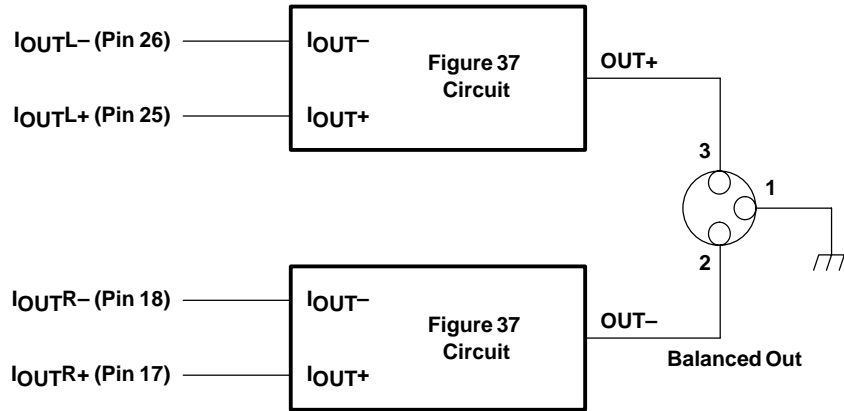 IOUTL– (Pin 26)
IOUT–
Figure 37
Circuit
OUT+
IOUTL+ (Pin 25)
IOUT+
3
1
2
IOUTR– (Pin 18)
IOUT–
Figure 37
Circuit
OUT–
Balanced Out
IOUTR+ (Pin 17)
IOUT+